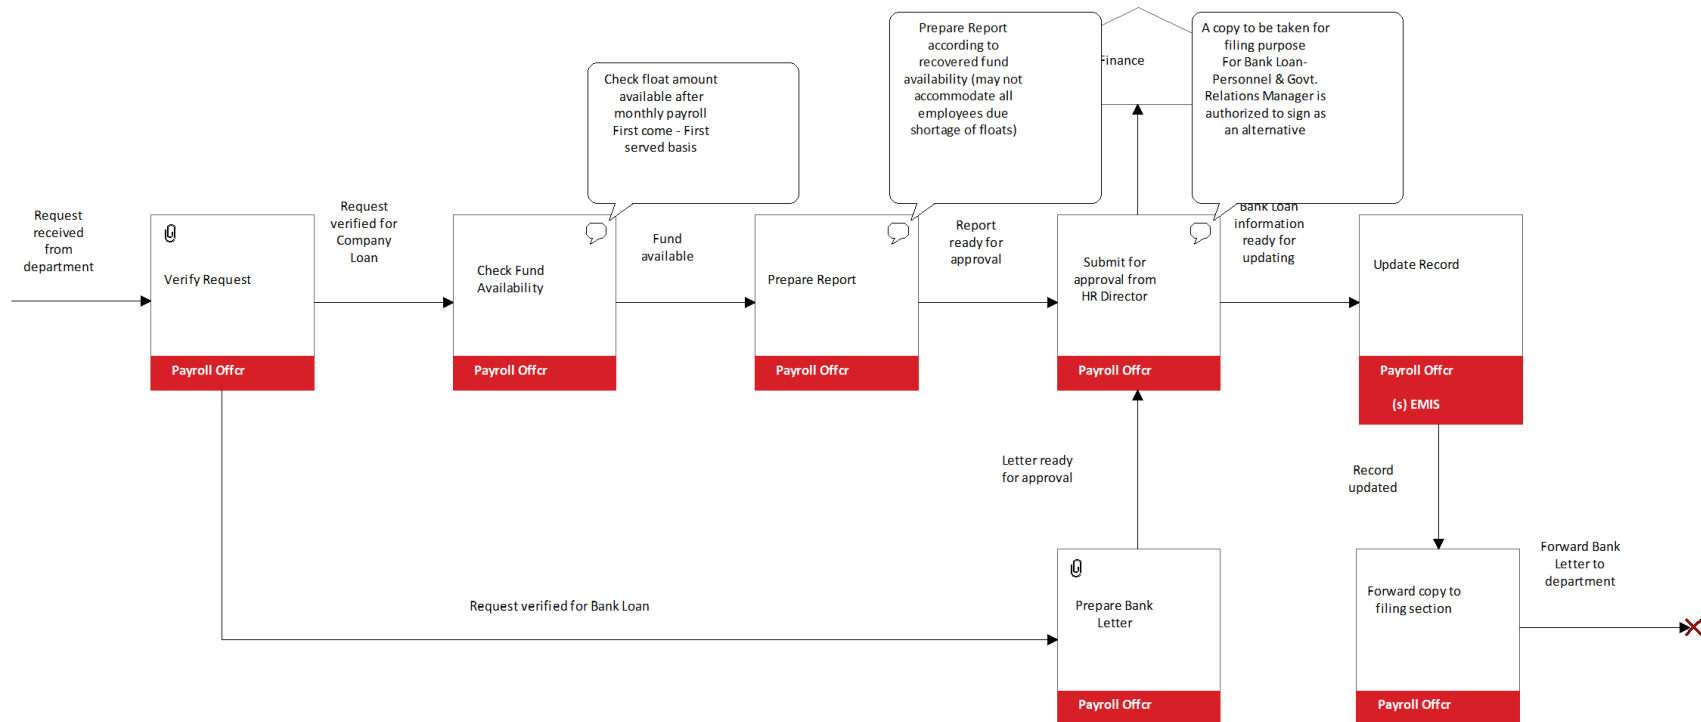 Prepare Report
according to
recovered fund
availability (may not
accommodate all
employees due
shortage of floats)
Finance
A copy to be taken for
filing purpose
For Bank Loan-
Personnel & Govt.
Relations Manager is
authorized to sign as
an alternative
Check float amount
available after
monthly payroll
First come - First
served basis
Request
received
from
department
Request
verified for
Company
Loan
Fund
available
Report
ready for
approval
Bank Loan
information
ready for
updating
Verify Request
Payroll Offcr
Check Fund
Availability
Payroll Offcr
Prepare Report
Payroll Offcr
Submit for
approval from
HR Director
Payroll Offcr
Update Record
Payroll Offcr
(s) EMIS
Letter ready
for approval
Record
updated
Request verified for Bank Loan
Prepare Bank
Letter
Payroll Offcr
Forward copy to
filing section
Payroll Offcr
Forward Bank
Letter to
department